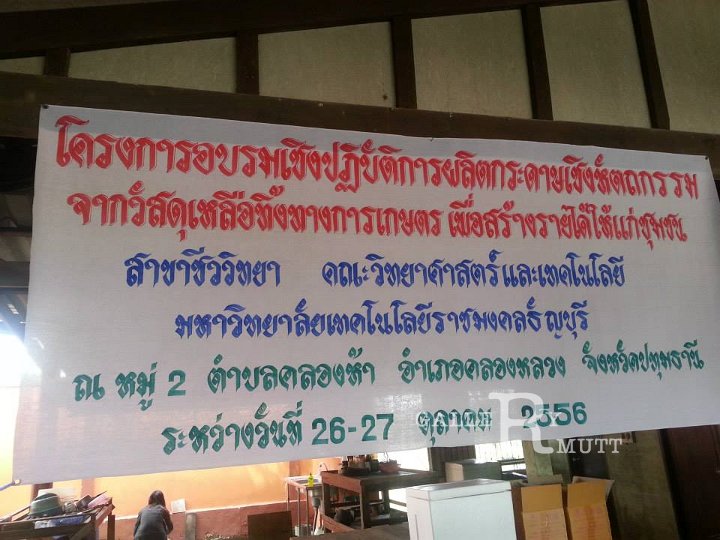 โครงการอบรมเชิงปฏิบัติการผลิตกระดาษเชิงหัตถกรรม
จากวัสดุเหลือทิ้งทางการเกษตร เพื่อสร้างรายได้ให้แก่ชุมชน
สาขาชีววิทยา คณะวิทยาศาสตร์และเทคโนโลยี
มหาวิทยาลัยเทคโนโลยีราชมงคลธัญบุรี
ณ หมู่ 2 ตำบลคลองห้า อำเภอคลองหลวง จังหวัดปทุมธานี
ระหว่างวันที่ 26-27 ตุลาคม 2556
GALLERY
RMUTT